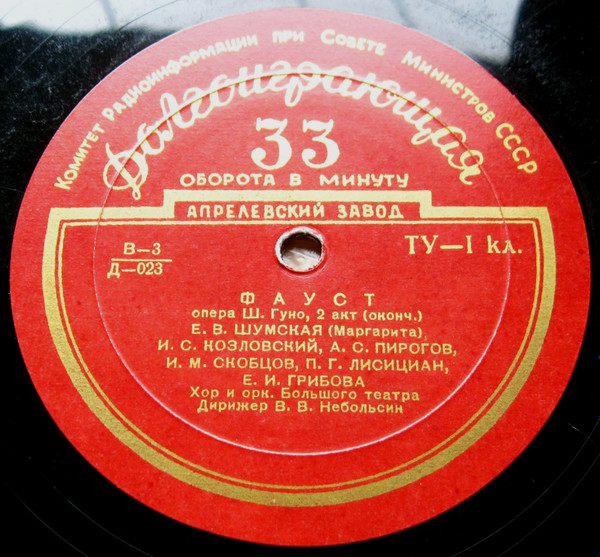 Комитет Радиоинформации при Совете Министров СССР
Долгоиграющая
33
ОБОРОТА В МИНУТУ
АПРЕЛЕВСКИЙ ЗАВОД
В—3
Д—023
ТУ—I кл.
ФАУСТ
опера Ш. Гуно, 2 акт (оконч.)
Е. В. ШУМСКАЯ (Маргарита),
И. С. КОЗЛОВСКИЙ, А. С. ПИРОГОВ,
И. М. СКОБЦОВ, П. Г. ЛИСИЦИАН,
Е. И. ГРИБОВА
Хор и орк. Большого театра
Дирижер В. В. Небольсин